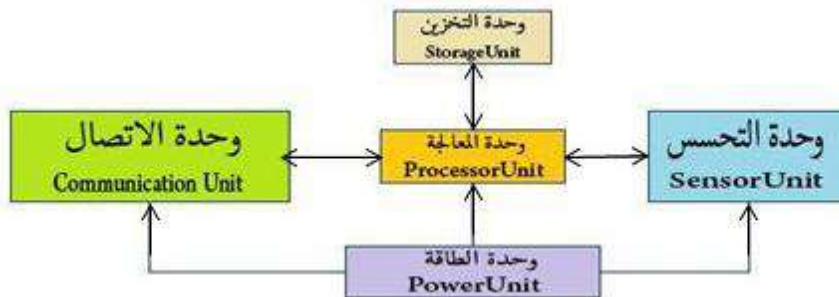 وحدة التخزين
StorageUnit
وحدة الاتصال
Communication Unit
وحدة المعالجة
ProcessorUnit
وحدة التحسس
SensorUnit
وحدة الطاقة
PowerUnit